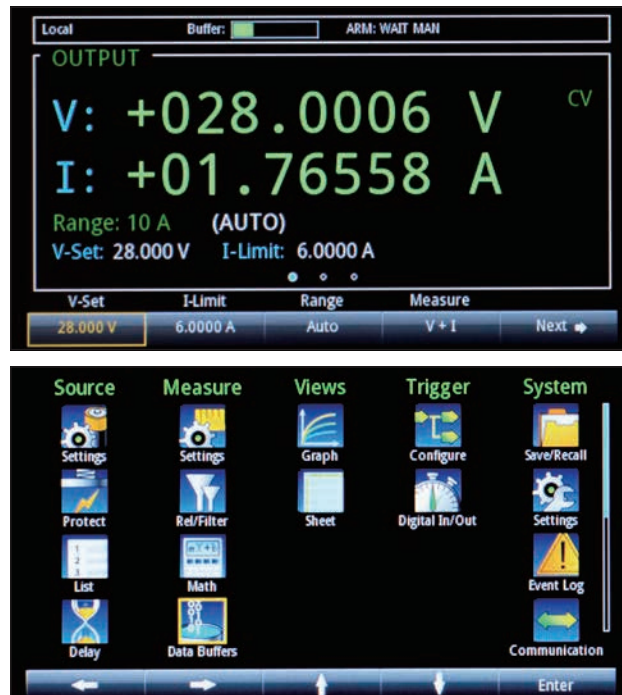 Local Buffer: ARM: WAIT MAN
OUTPUT
V: +028.0006 V CV
I: +01.76558 A
Range: 10 A (AUTO)
V-Set: 28.000 V I-Limit: 6.0000 A
V-Set I-Limit Range Measure
28.000 V 6.0000 A Auto V + I Next
Source Measure Views Trigger System
Settings Settings Graph Configure Save/Recall
Protect Rel/Filter Sheet Digital In/Out Settings
List Math Event Log
Delay Data Buffers Communication
Enter